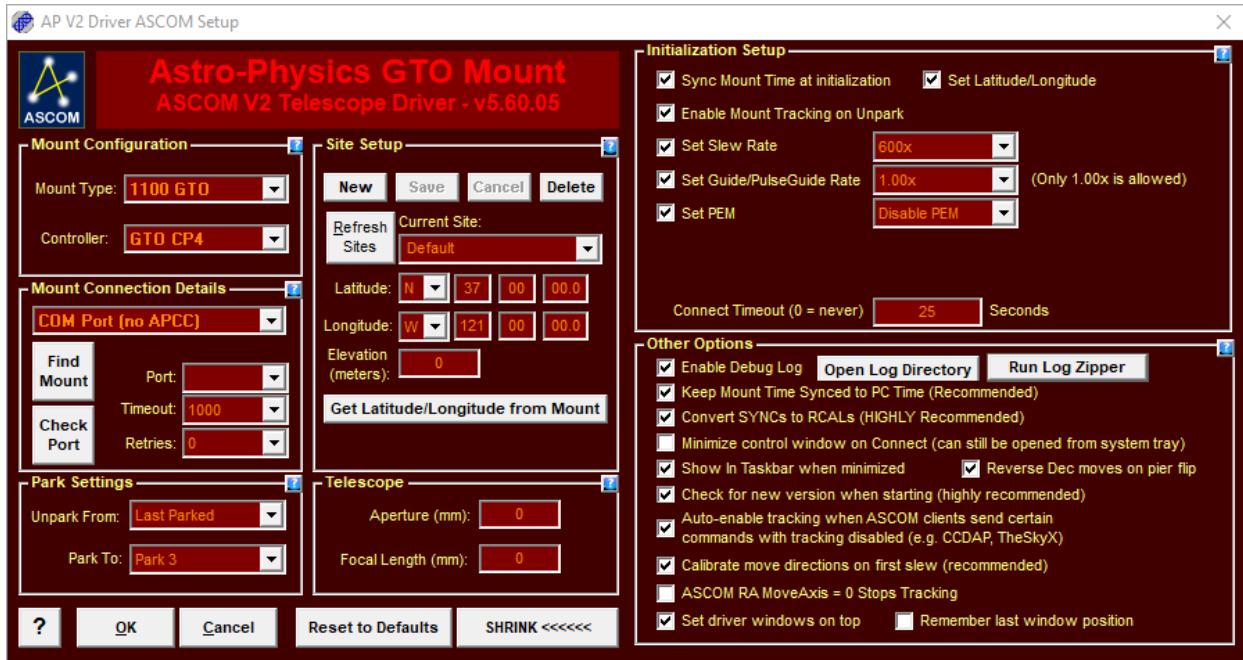 AP V2 Driver ASCOM Setup
ASCOM
Astro-Physics GTO Mount
ASCOM V2 Telescope Driver - v5.60.05
Mount Configuration ?
Mount Type: 1100 GTO
Controller: GTO CP4
Mount Connection Details ?
COM Port (no APCC)
Find
Mount
Check
Port
Port:
Timeout: 1000
Retries: 0
Park Settings ?
Unpark From: Last Parked
Park To: Park 3
Site Setup ?
New Save Cancel Delete
Refresh
Sites
Current Site:
Default
Latitude: N 37 00 00.0
Longitude: W 121 00 00.0
Elevation
(meters): 0
Get Latitude/Longitude from Mount
Telescope ?
Aperture (mm): 0
Focal Length (mm): 0
? OK Cancel Reset to Defaults SHRINK <<<<<<
Initialization Setup ?
Sync Mount Time at initialization Set Latitude/Longitude
Enable Mount Tracking on Unpark
Set Slew Rate 600x
Set Guide/PulseGuide Rate 1.00x (Only 1.00x is allowed)
Set PEM Disable PEM
Connect Timeout (0 = never) 25 Seconds
Other Options ?
Enable Debug Log Open Log Directory Run Log Zipper
Keep Mount Time Synced to PC Time (Recommended)
Convert SYNCs to RCALs (HIGHLY Recommended)
Minimize control window on Connect (can still be opened from system tray)
Show In Taskbar when minimized Reverse Dec moves on pier flip
Check for new version when starting (highly recommended)
Auto-enable tracking when ASCOM clients send certain
commands with tracking disabled (e.g. CCDAP, TheSkyX)
Calibrate move directions on first slew (recommended)
ASCOM RA MoveAxis = 0 Stops Tracking
Set driver windows on top Remember last window position